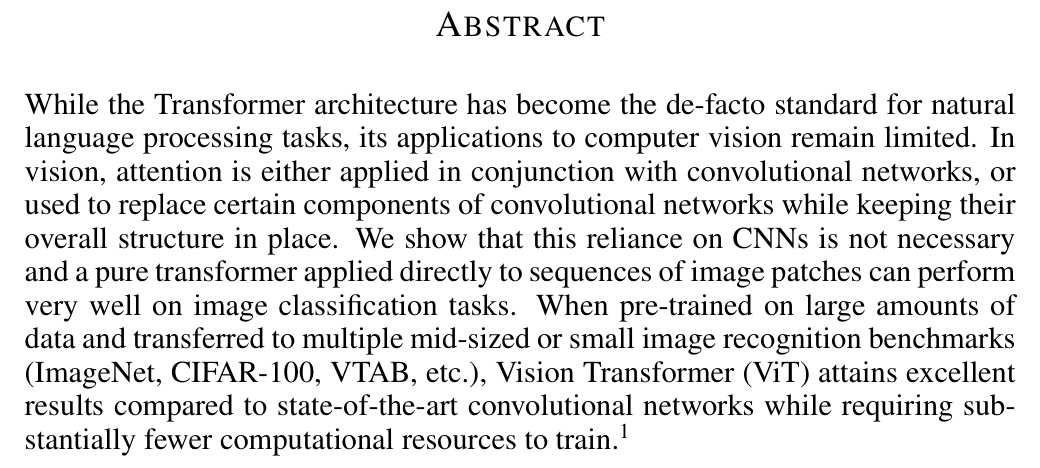 ABSTRACT
While the Transformer architecture has become the de-facto standard for natural
language processing tasks, its applications to computer vision remain limited. In
vision, attention is either applied in conjunction with convolutional networks, or
used to replace certain components of convolutional networks while keeping their
overall structure in place. We show that this reliance on CNNs is not necessary
and a pure transformer applied directly to sequences of image patches can perform
very well on image classification tasks. When pre-trained on large amounts of
data and transferred to multiple mid-sized or small image recognition benchmarks
(ImageNet, CIFAR-100, VTAB, etc.), Vision Transformer (ViT) attains excellent
results compared to state-of-the-art convolutional networks while requiring sub-
stantially fewer computational resources to train.¹